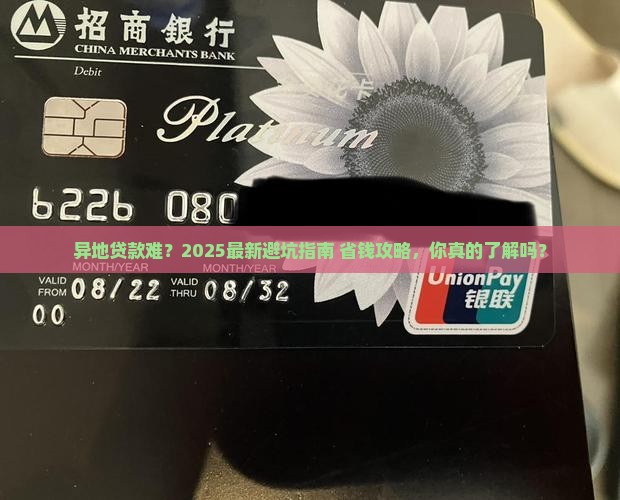 招商銀行
CHINA MERCHANTS BANK
Debit
Platinum
6226 080
异地贷款难？2025最新避坑指南 省钱攻略，你真的了解吗？
MONTH/YEAR MONTH/YEAR
VALID FROM 08/22 VALID THRU 08/32
00
UnionPay
银联